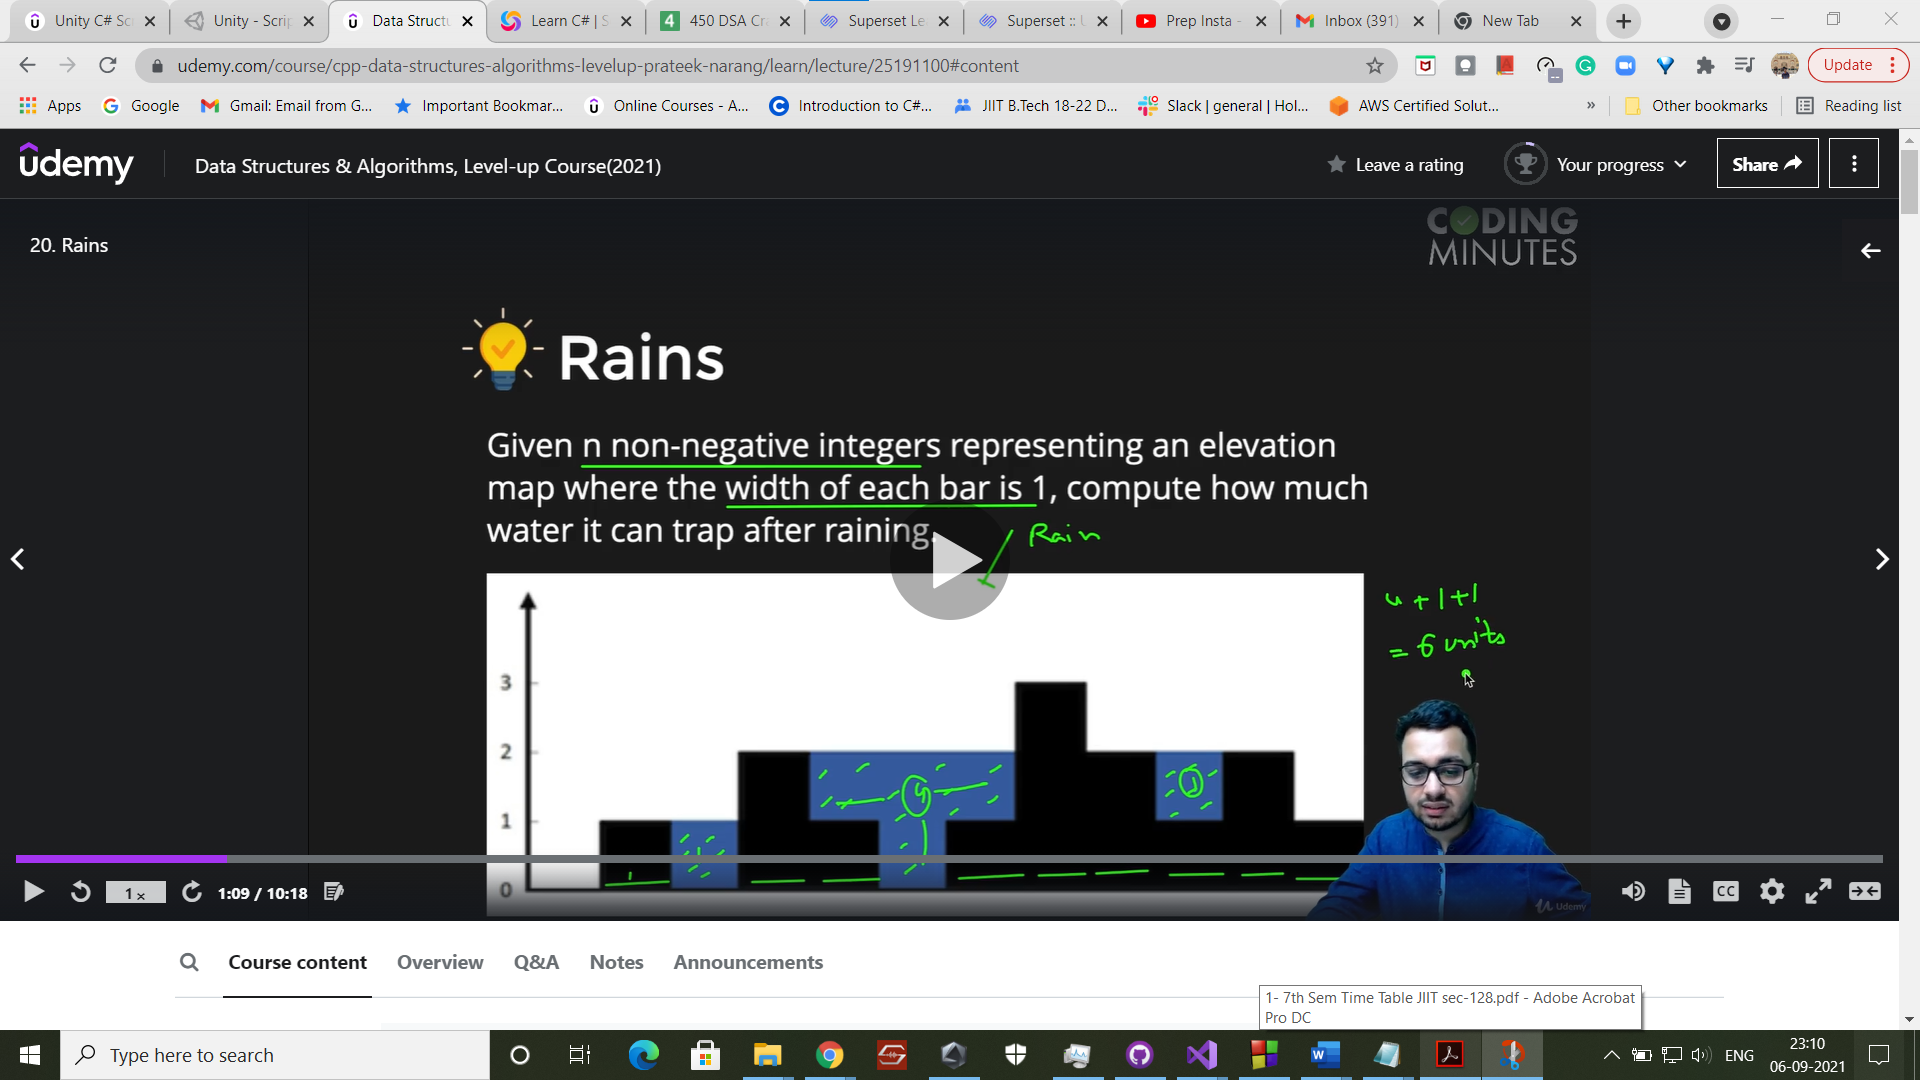 Unity C# Sc
Unity - Scrip
Data Structu
Learn C# | S
450 DSA Cra
Superset Le
Superset :: U
Prep Insta -
Inbox (391)
New Tab
udemy.com/course/cpp-data-structures-algorithms-levelup-prateek-narang/learn/lecture/25191100#content
Update
Apps
Google
Gmail: Email from G...
Important Bookmar...
Online Courses - A...
Introduction to C#...
JIIT B.Tech 18-22 D...
Slack | general | Hol...
AWS Certified Solut...
»
Other bookmarks
Reading list
ûdemy
Data Structures & Algorithms, Level-up Course(2021)
Leave a rating
Your progress
Share
20. Rains
CODING
MINUTES
Rains
Given n non-negative integers representing an elevation
map where the width of each bar is 1, compute how much
water it can trap after raining.
Rain
4+1+1
= 6 units
3
2
1
0
4
1
1
1 x
1:09 / 10:18
CC
Udemy
Course content
Overview
Q&A
Notes
Announcements
1- 7th Sem Time Table JIIT sec-128.pdf - Adobe Acrobat
Pro DC
Type here to search
ENG
23:10
06-09-2021